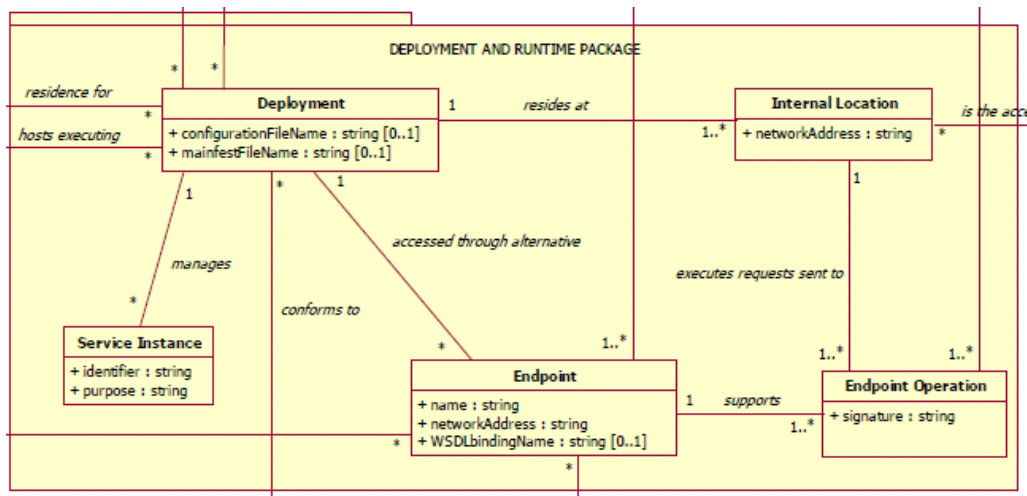 DEPLOYMENT AND RUNTIME PACKAGE
*
*
residence for
*
Deployment
1
resides at
Internal Location
is the acce
hosts executing
*
+ configurationFileName : string [0..1]
+ mainfestFileName : string [0..1]
1..*
+ networkAddress : string
*
1
*
1
1
accessed through alternative
manages
executes requests sent to
*
conforms to
Service Instance
+ identifier : string
+ purpose : string
*
1..*
1..*
1..*
Endpoint
+ name : string
+ networkAddress : string
+ WSDLbindingName : string [0..1]
1
supports
1..*
Endpoint Operation
+ signature : string
*
*